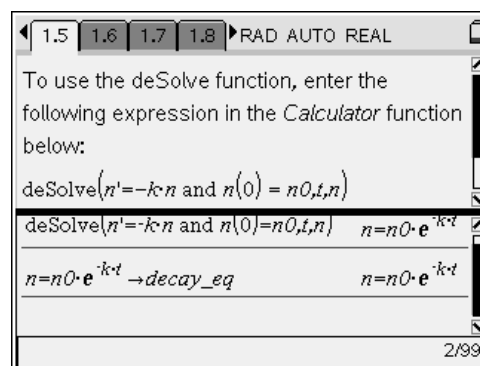 1.5 1.6 1.7 1.8 RAD AUTO REAL
To use the deSolve function, enter the
following expression in the Calculator function
below:
deSolve(n'=-k·n and n(0) = n0,t,n)
deSolve(n'=-k·n and n(0)=n0,t,n) n=n0·e^-k·t
n=n0·e^-k·t →decay_eq n=n0·e^-k·t
2/99